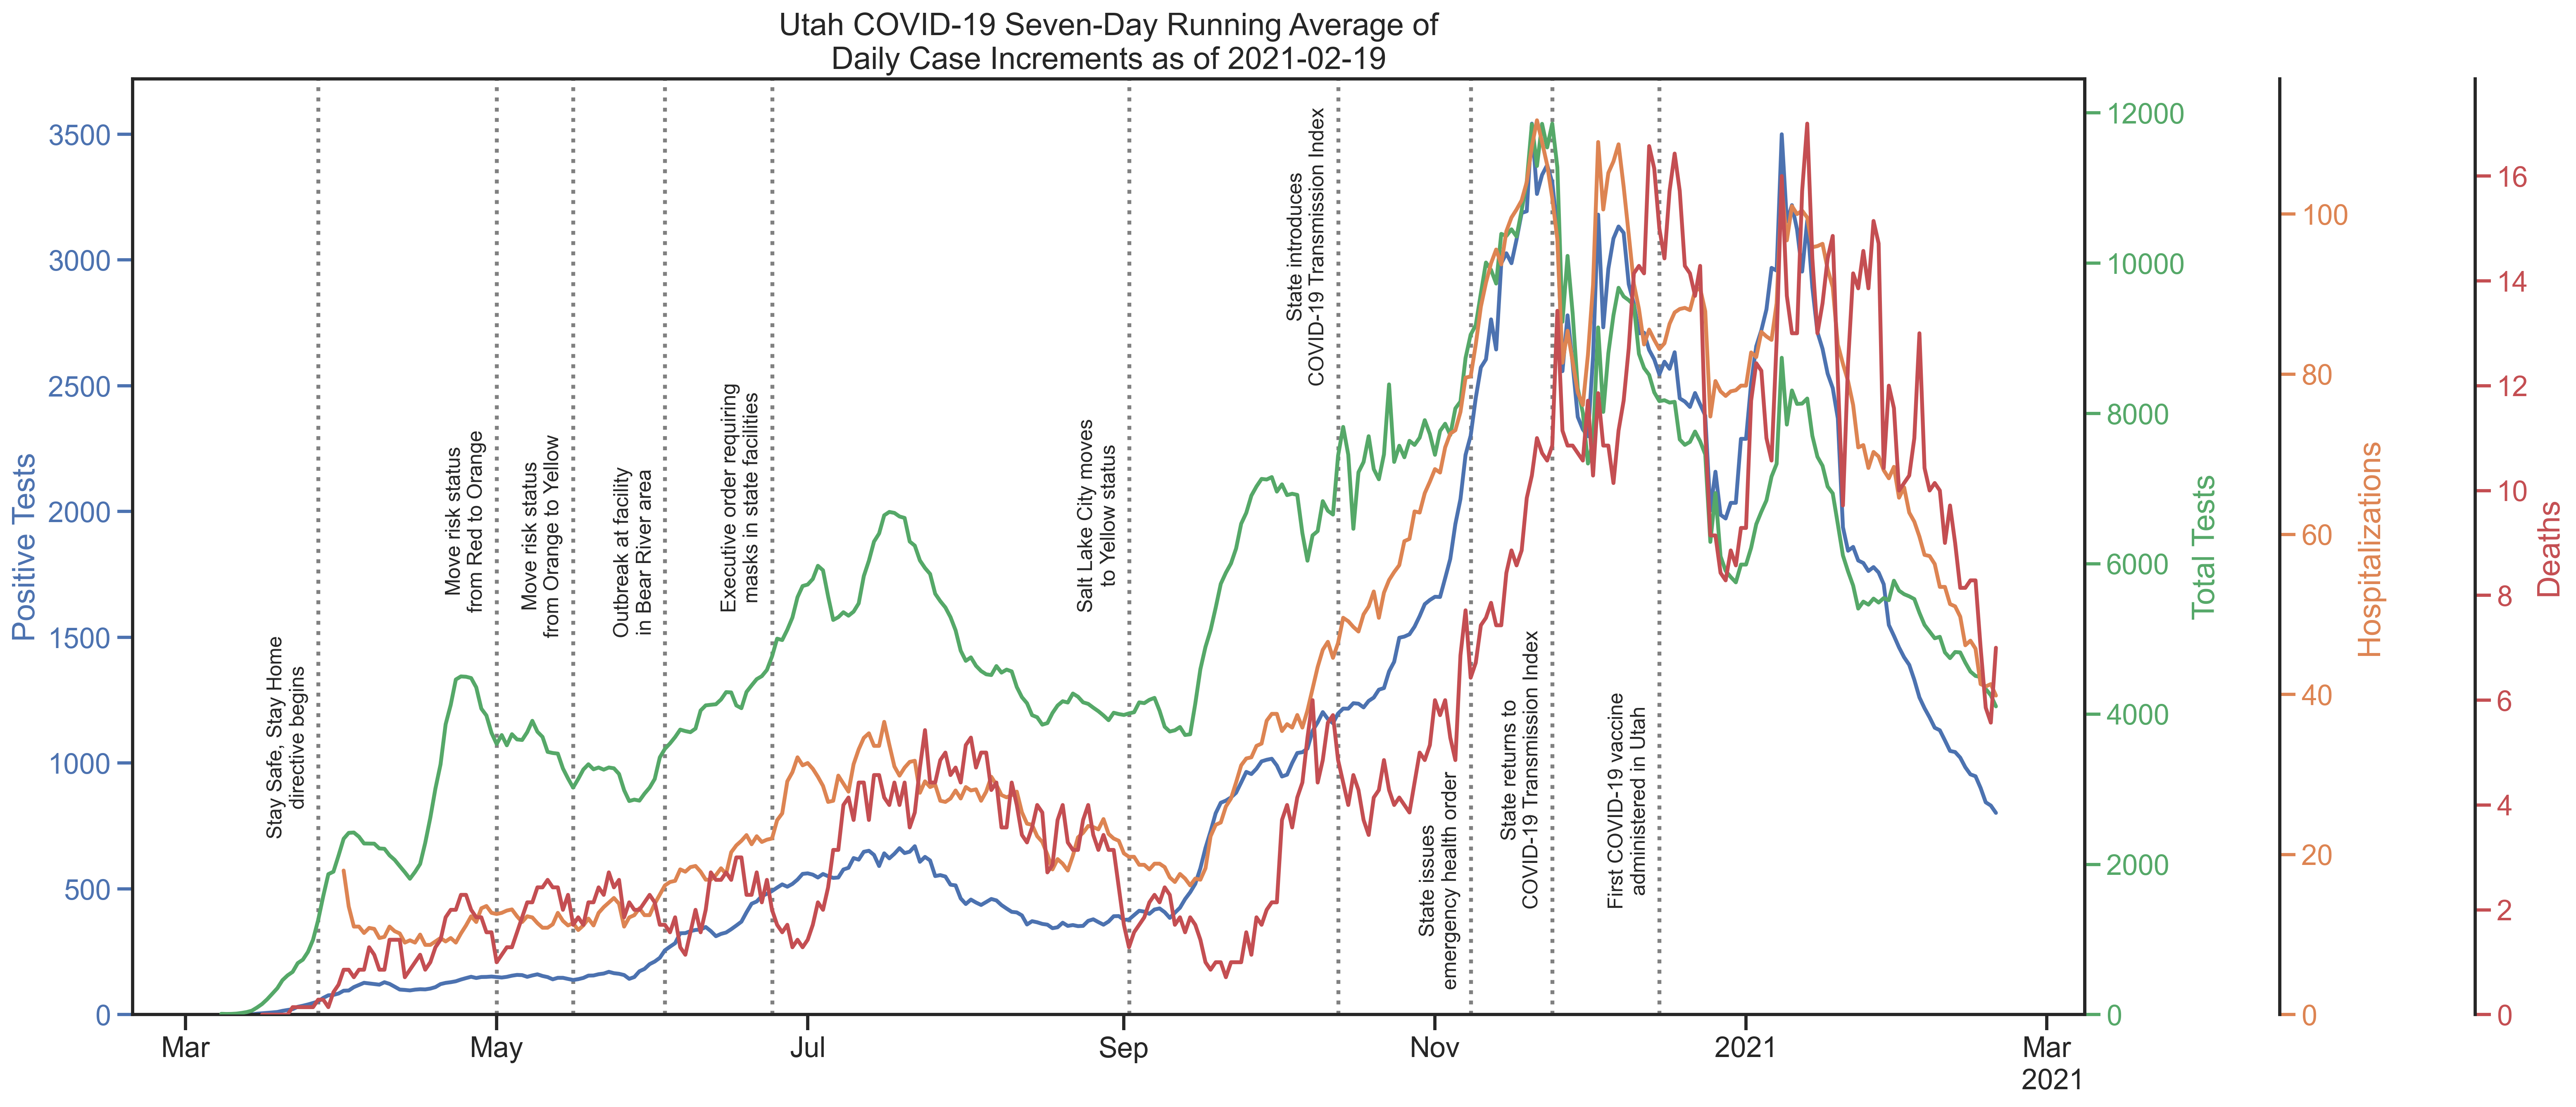 Utah COVID-19 Seven-Day Running Average of
Daily Case Increments as of 2021-02-19
Positive Tests
3500
3000
2500
2000
1500
1000
500
0
Stay Safe, Stay Home
directive begins
Move risk status
from Red to Orange
Move risk status
from Orange to Yellow
Outbreak at facility
in Bear River area
Executive order requiring
masks in state facilities
Salt Lake City moves
to Yellow status
State introduces
COVID-19 Transmission Index
State issues
emergency health order
State returns to
COVID-19 Transmission Index
First COVID-19 vaccine
administered in Utah
12000
10000
8000
6000
4000
2000
0
Total Tests
100
80
60
40
20
0
Hospitalizations
16
14
12
10
8
6
4
2
0
Deaths
Mar
May
Jul
Sep
Nov
2021
Mar
2021